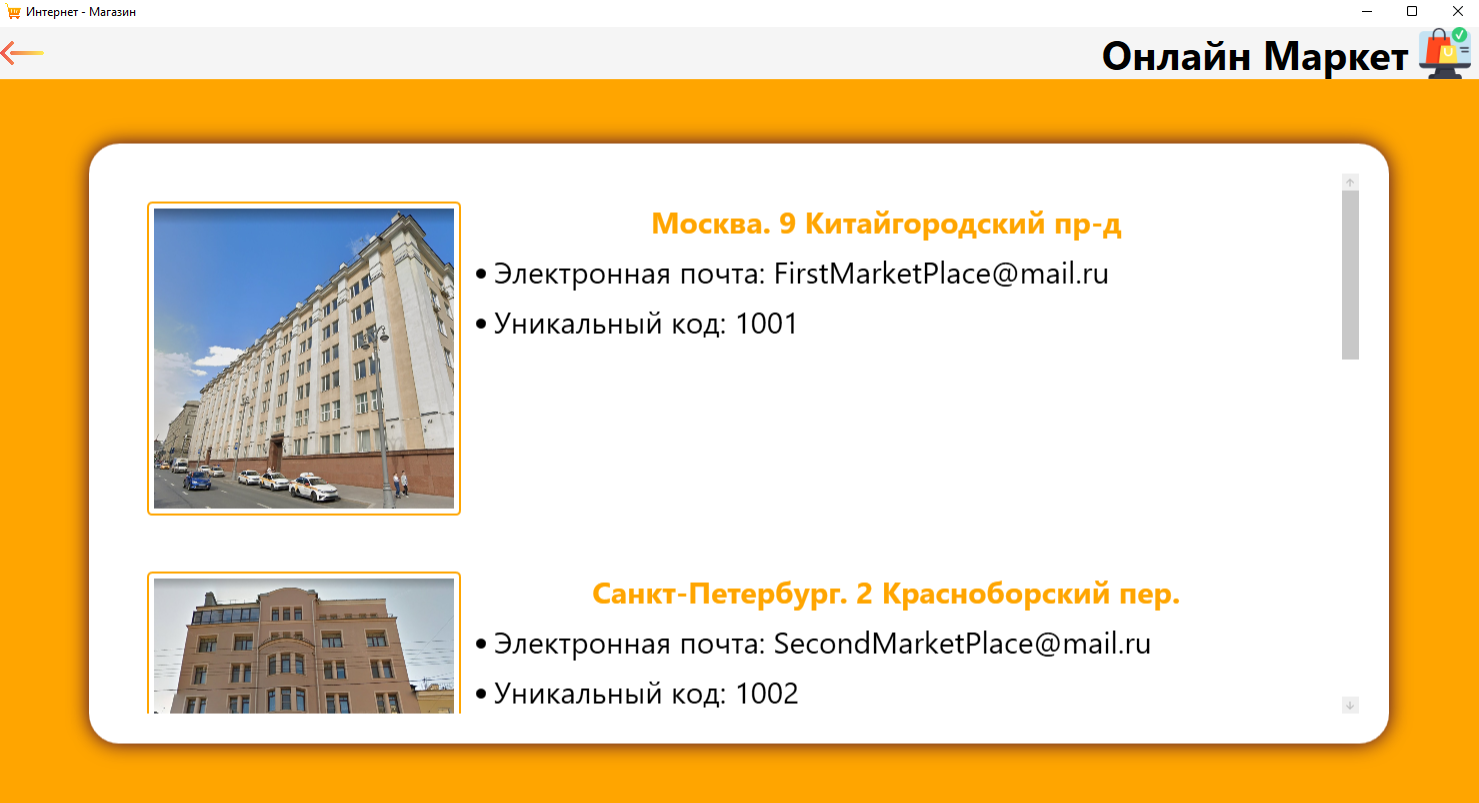 Интернет - Магазин
Онлайн Маркет
Москва. 9 Китайгородский пр-д
• Электронная почта: FirstMarketPlace@mail.ru
• Уникальный код: 1001
Санкт-Петербург. 2 Красноборский пер.
• Электронная почта: SecondMarketPlace@mail.ru
• Уникальный код: 1002